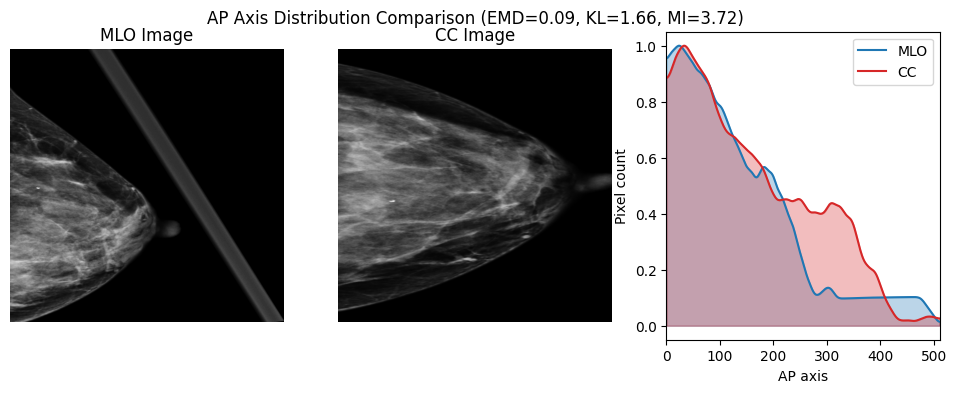 AP Axis Distribution Comparison (EMD=0.09, KL=1.66, MI=3.72)
MLO Image
CC Image
MLO
CC
Pixel count
1.0
0.8
0.6
0.4
0.2
0.0
0 100 200 300 400 500
AP axis